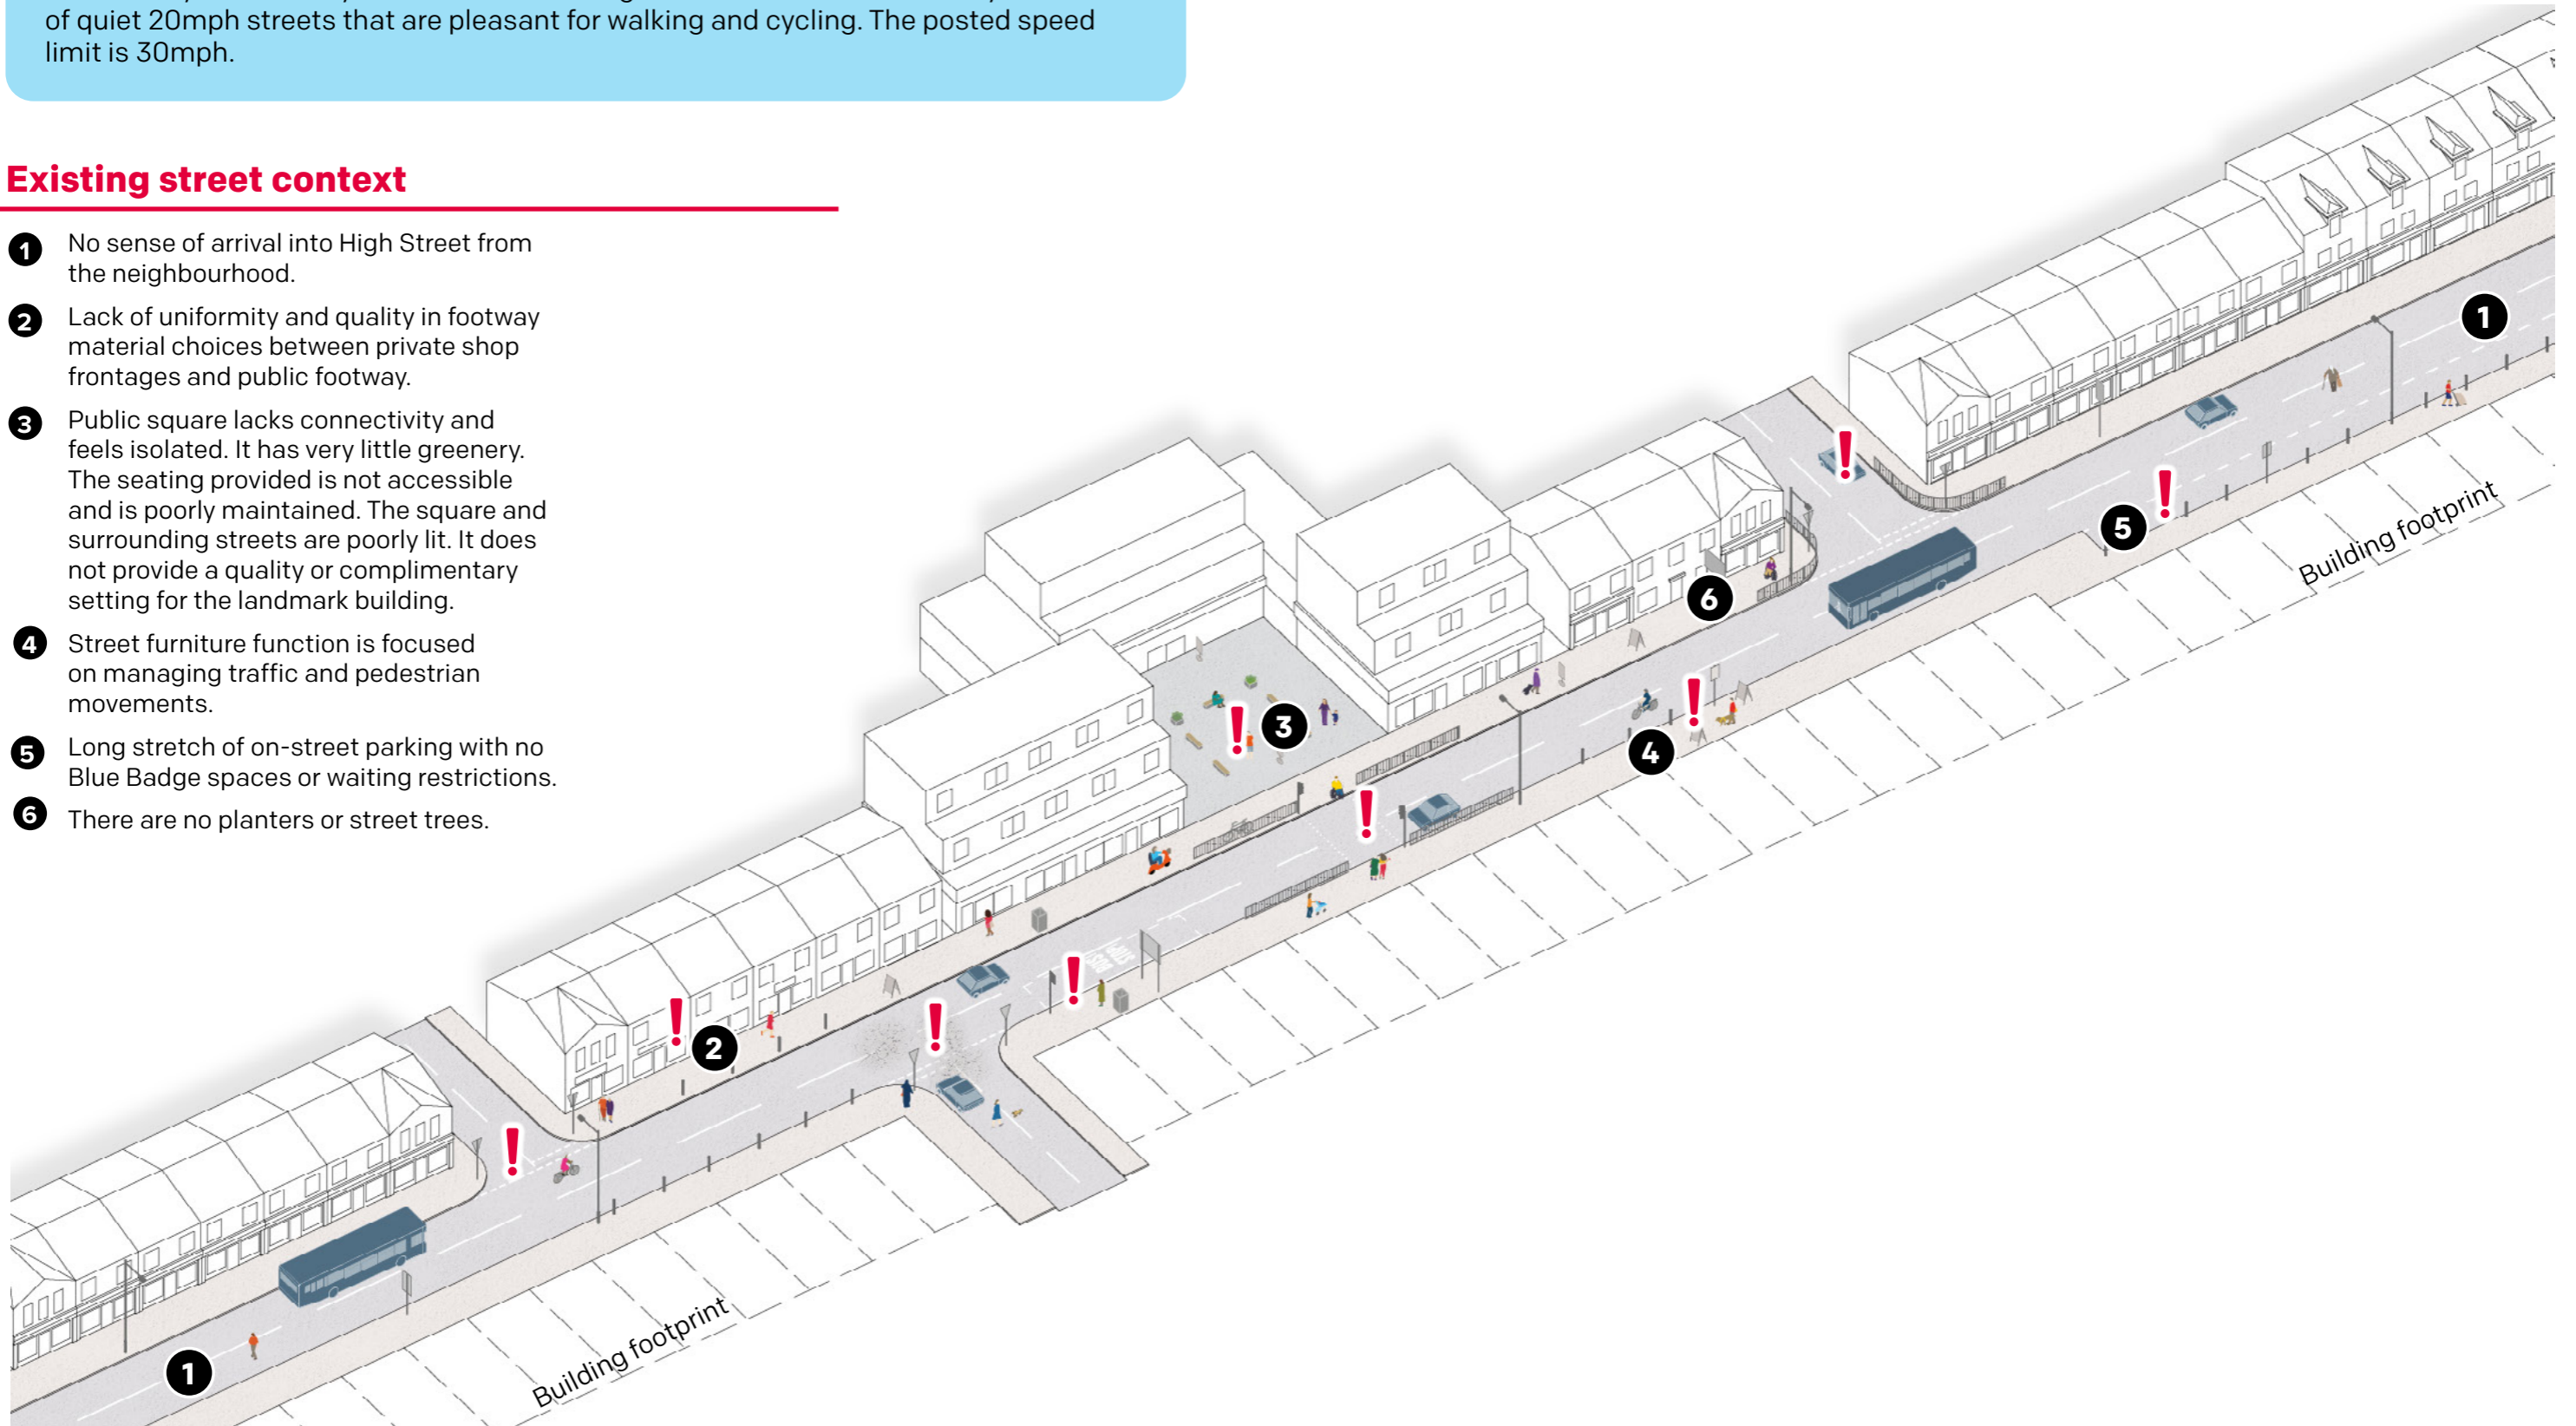 of quiet 20mph streets that are pleasant for walking and cycling. The posted speed
limit is 30mph.
Existing street context
1 No sense of arrival into High Street from
the neighbourhood.
2 Lack of uniformity and quality in footway
material choices between private shop
frontages and public footway.
3 Public square lacks connectivity and
feels isolated. It has very little greenery.
The seating provided is not accessible
and is poorly maintained. The square and
surrounding streets are poorly lit. It does
not provide a quality or complimentary
setting for the landmark building.
4 Street furniture function is focused
on managing traffic and pedestrian
movements.
5 Long stretch of on-street parking with no
Blue Badge spaces or waiting restrictions.
6 There are no planters or street trees.
1
!
!
5
Building footprint
6
!
3
!
4
!
BUS STOP
!
!
!
2
!
Building footprint
1